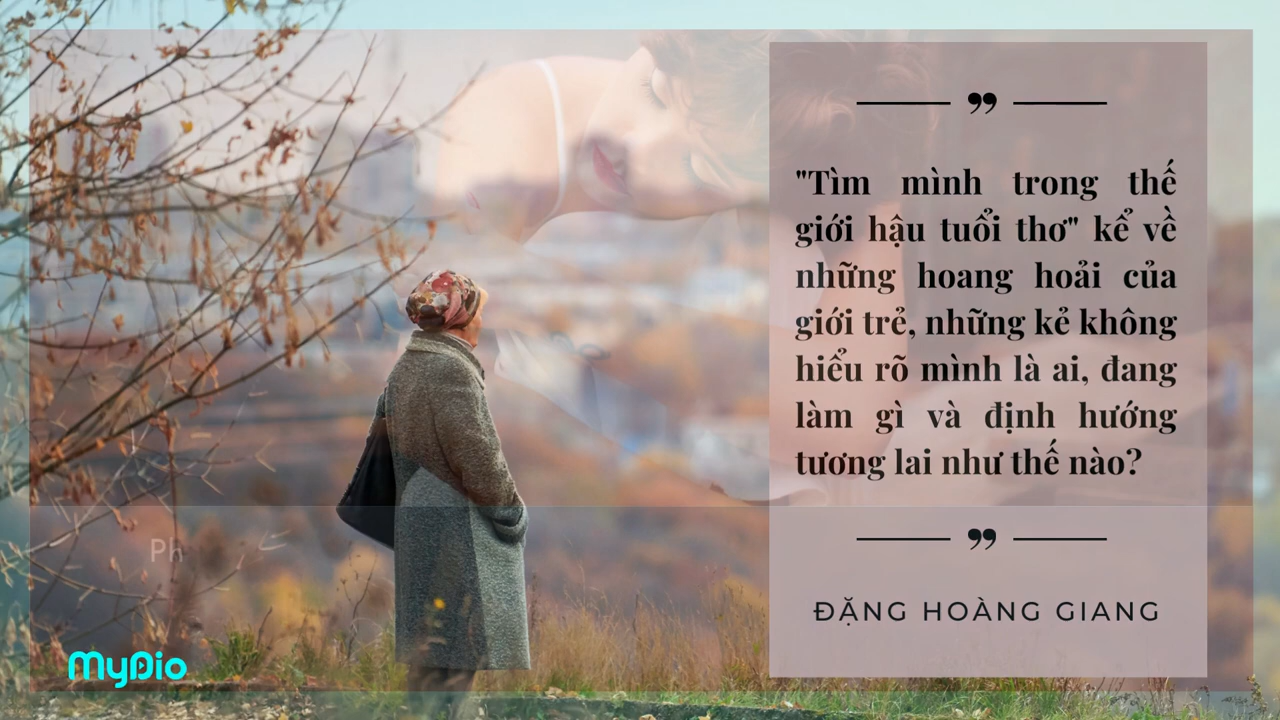 "Tìm mình trong thế
giới hậu tuổi thơ" kể về
những hoang hoải của
giới trẻ, những kẻ không
hiểu rõ mình là ai, đang
làm gì và định hướng
tương lai như thế nào?
ĐẶNG HOÀNG GIANG
Ph
MyDio